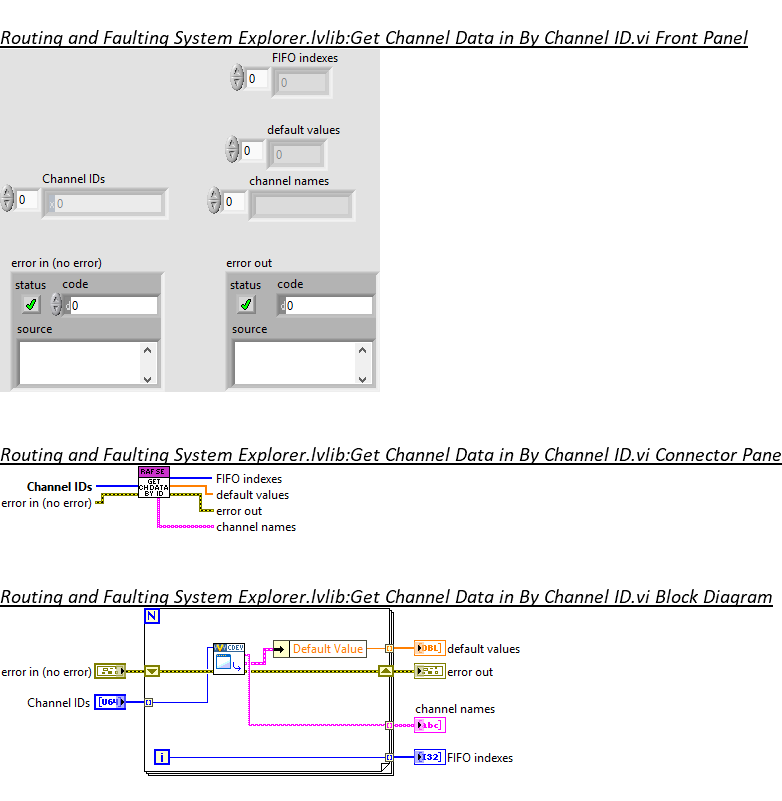 Routing and Faulting System Explorer.lvlib:Get Channel Data in By Channel ID.vi Front Panel
FIFO indexes
0
0
default values
0
0
Channel IDs
channel names
0
x 0
0
error in (no error)
error out
status code
status code
d 0
d 0
source
source
Routing and Faulting System Explorer.lvlib:Get Channel Data in By Channel ID.vi Connector Pane
RAF SE
GET
CH DATA
BY ID
Channel IDs
error in (no error)
FIFO indexes
default values
error out
channel names
Routing and Faulting System Explorer.lvlib:Get Channel Data in By Channel ID.vi Block Diagram
N
CDEV
Default Value
DBL
default values
error in (no error)
error out
Channel IDs
U64
channel names
abc
i
I32
FIFO indexes